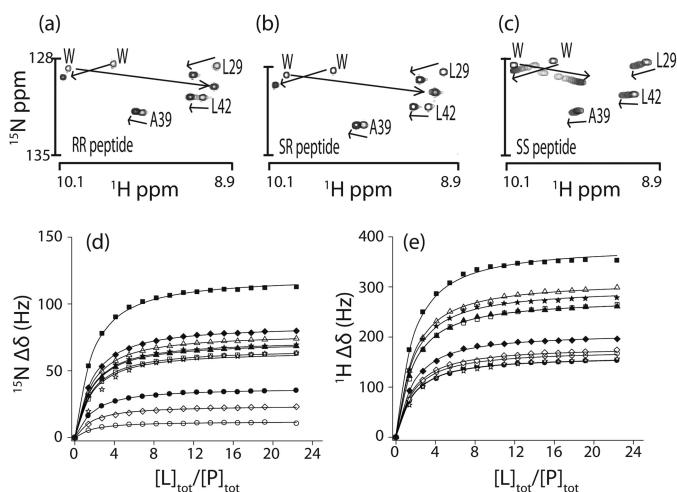 (a)
(b)
(c)
128
W
W
L29
L42
A39
RR peptide
135
¹⁵N ppm
10.1
¹H ppm
8.9
W
W
L29
L42
A39
SR peptide
10.1
¹H ppm
8.9
W
W
L29
L42
A39
SS peptide
10.1
¹H ppm
8.9
(d)
150
100
50
0
¹⁵N Δδ (Hz)
0 4 8 12 16 20 24
[L]tot/[P]tot
(e)
400
300
200
100
0
¹H Δδ (Hz)
0 4 8 12 16 20 24
[L]tot/[P]tot